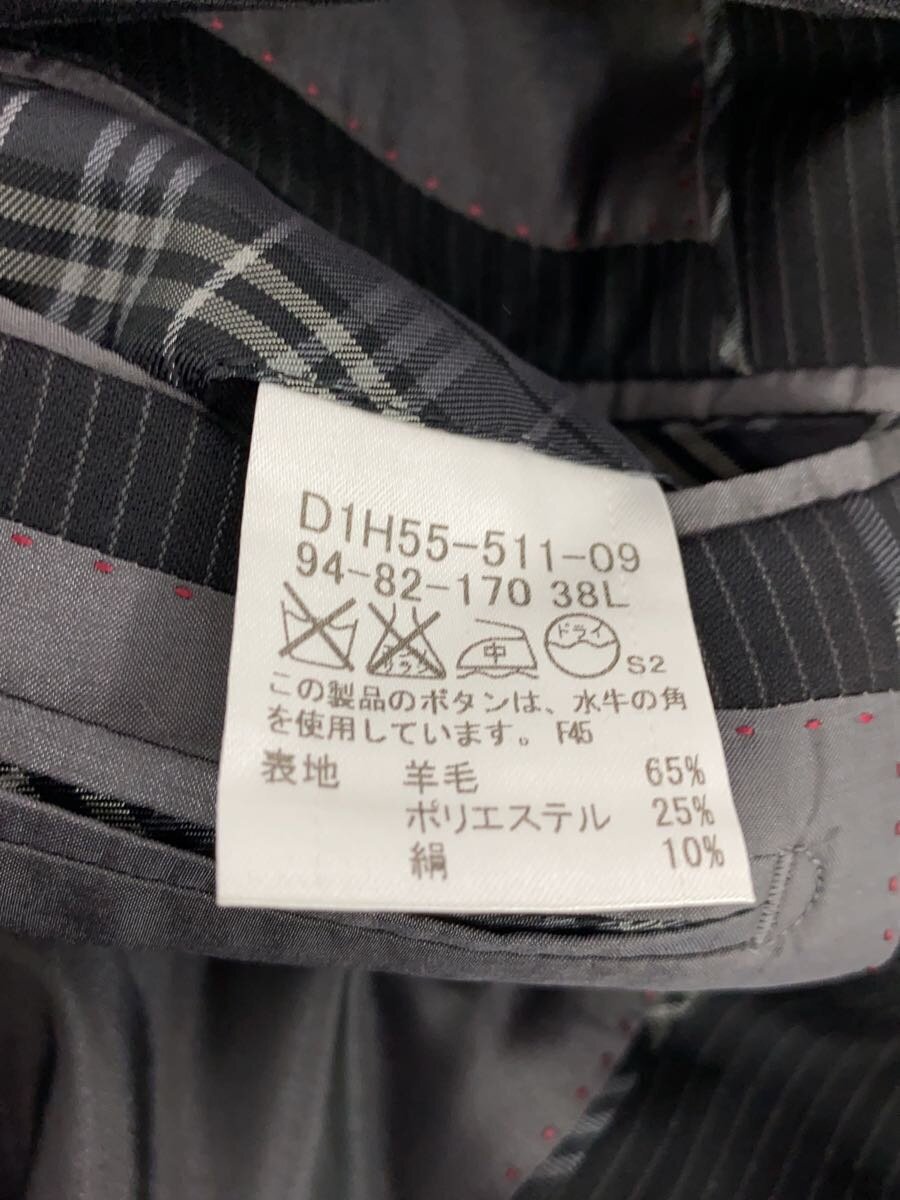 D1H55-511-09
94-82-170 38L
中 ドライ S2
この製品のボタンは、水牛の角
を使用しています。 F45
表地 羊毛 65%
ポリエステル 25%
絹 10%